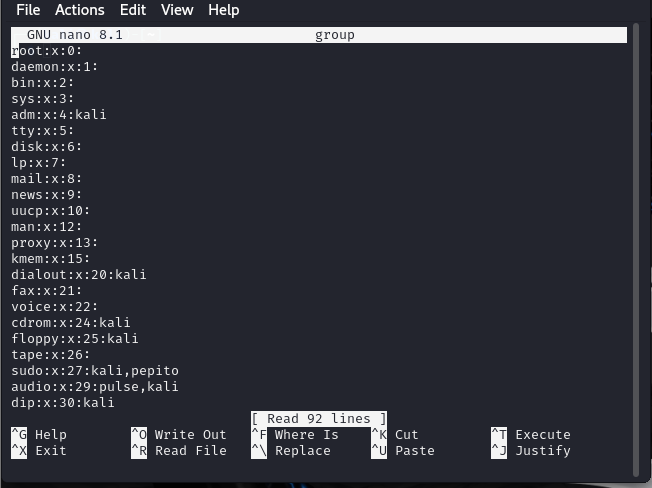 File Actions Edit View Help
GNU nano 8.1 group
root:x:0:
daemon:x:1:
bin:x:2:
sys:x:3:
adm:x:4:kali
tty:x:5:
disk:x:6:
lp:x:7:
mail:x:8:
news:x:9:
uucp:x:10:
man:x:12:
proxy:x:13:
kmem:x:15:
dialout:x:20:kali
fax:x:21:
voice:x:22:
cdrom:x:24:kali
floppy:x:25:kali
tape:x:26:
sudo:x:27:kali,pepito
audio:x:29:pulse,kali
dip:x:30:kali
[ Read 92 lines ]
^G Help ^O Write Out ^F Where Is ^K Cut ^T Execute
^X Exit ^R Read File ^\ Replace ^U Paste ^J Justify